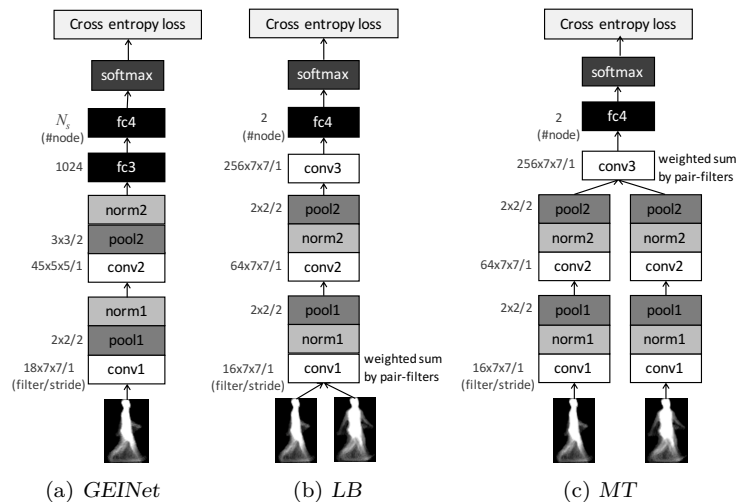 Cross entropy loss
softmax
N_s
(#node)
fc4
1024
fc3
norm2
3x3/2
pool2
45x5x5/1
conv2
norm1
2x2/2
pool1
18x7x7/1
(filter/stride)
conv1
(a) GEINet
Cross entropy loss
softmax
2
(#node)
fc4
256x7x7/1
conv3
2x2/2
pool2
norm2
64x7x7/1
conv2
2x2/2
pool1
norm1
16x7x7/1
(filter/stride)
conv1
weighted sum
by pair-filters
(b) LB
Cross entropy loss
softmax
2
(#node)
fc4
256x7x7/1
conv3
weighted sum
by pair-filters
2x2/2
pool2
pool2
norm2
norm2
64x7x7/1
conv2
conv2
2x2/2
pool1
pool1
norm1
norm1
16x7x7/1
(filter/stride)
conv1
conv1
(c) MT